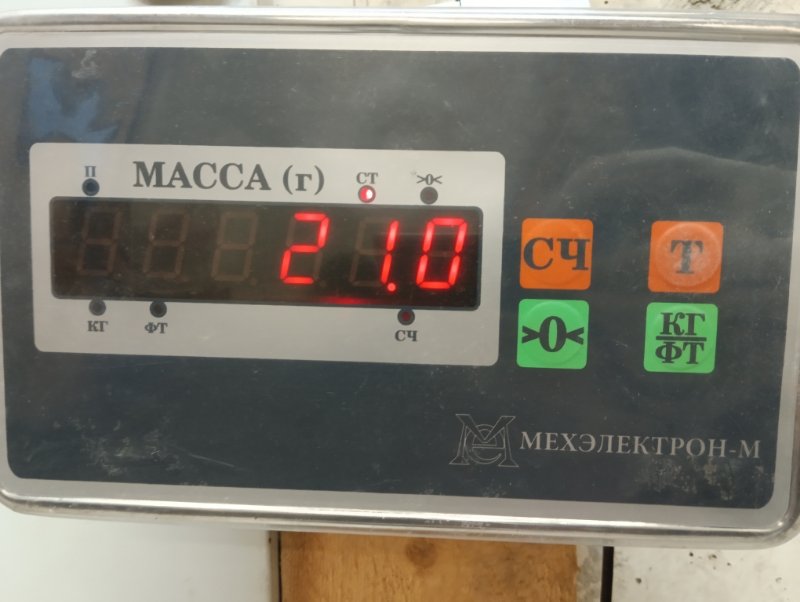 П МАССА (г) СТ >0<
21.0
КГ ФТ СЧ
СЧ Т
>0< КГ
ФТ
МЕХЭЛЕКТРОН-М